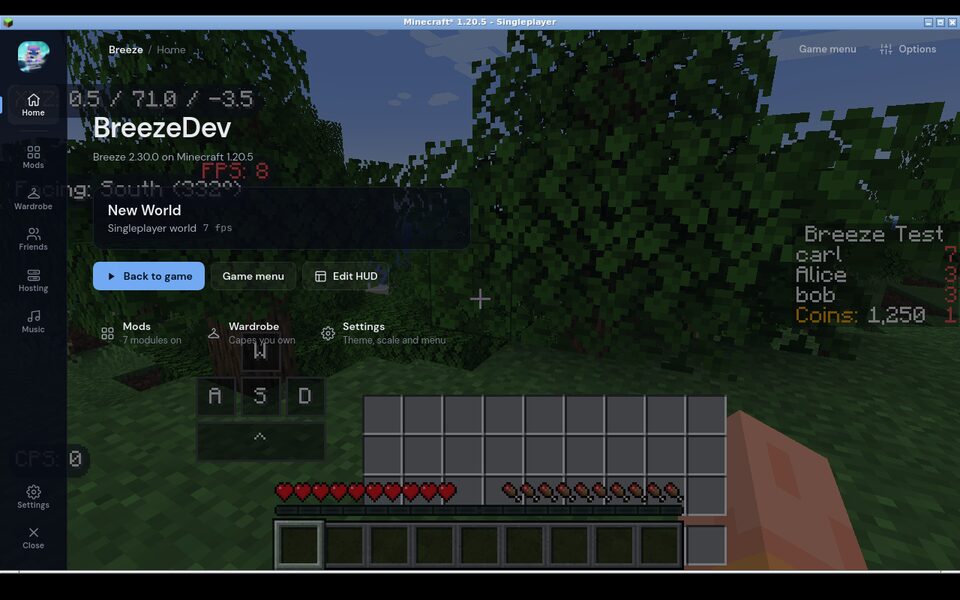 Minecraft* 1.20.5 - Singleplayer
Breeze / Home
Game menu
Options
0.5 / 71.0 / -3.5
Home
BreezeDev
Breeze 2.30.0 on Minecraft 1.20.5
FPS: 8
Mods
Facing: South (332°)
Wardrobe
New World
Singleplayer world 7 fps
Friends
Breeze Test
carl 7
Alice 3
bob 3
Coins: 1,250 1
Back to game
Game menu
Edit HUD
Hosting
Music
Mods
7 modules on
Wardrobe
Capes you own
Settings
Theme, scale and menu
W
A S D
^
CPS: 0
Settings
Close